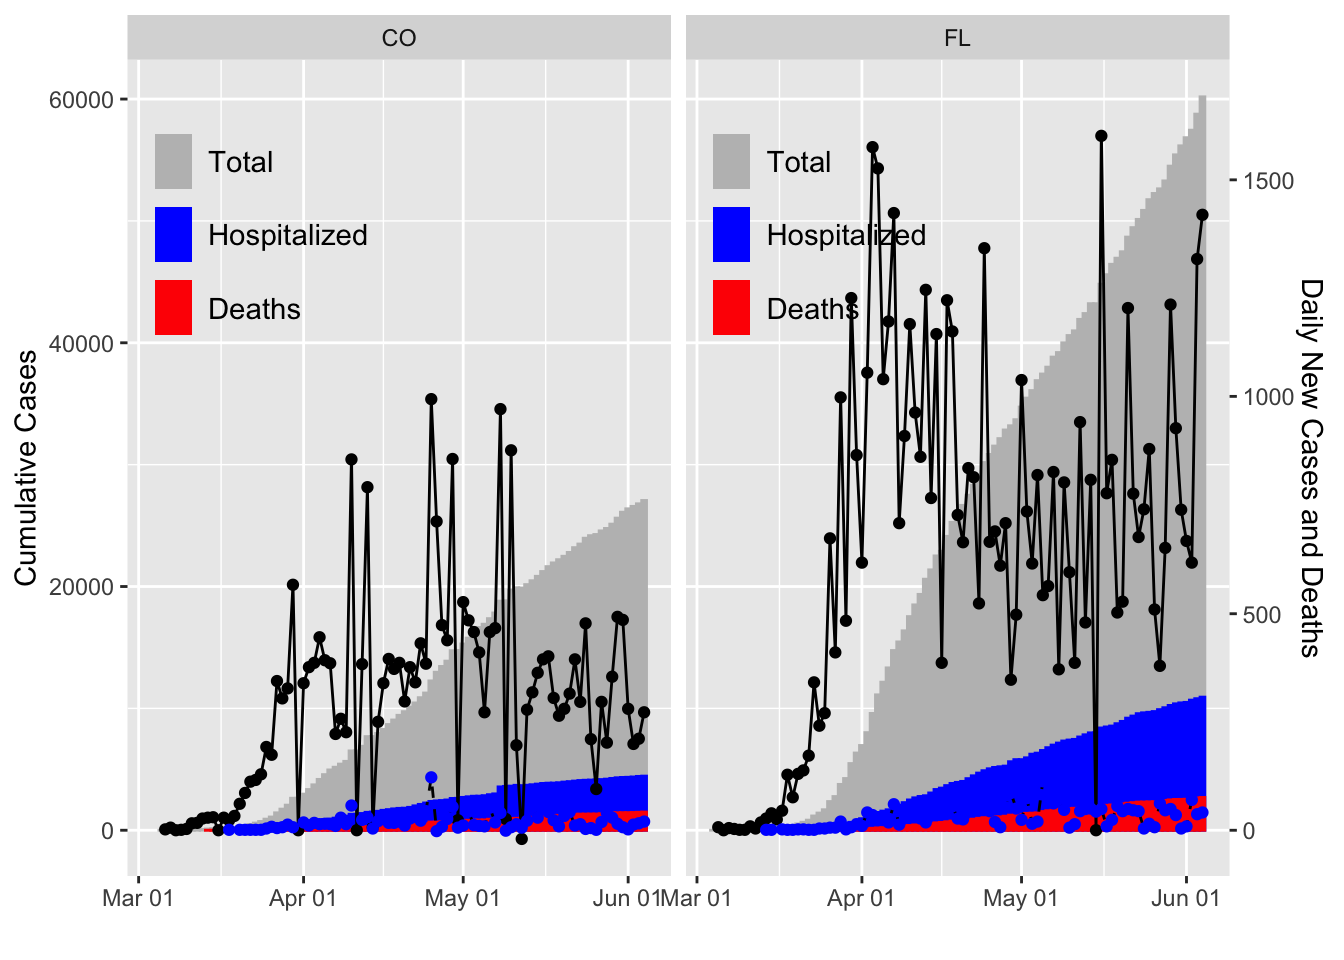 CO
FL
60000
40000
20000
0
1500
1000
500
0
Total
Hospitalized
Deaths
Total
Hospitalized
Deaths
Cumulative Cases
Daily New Cases and Deaths
Mar 01
Apr 01
May 01
Jun 01
Mar 01
Apr 01
May 01
Jun 01